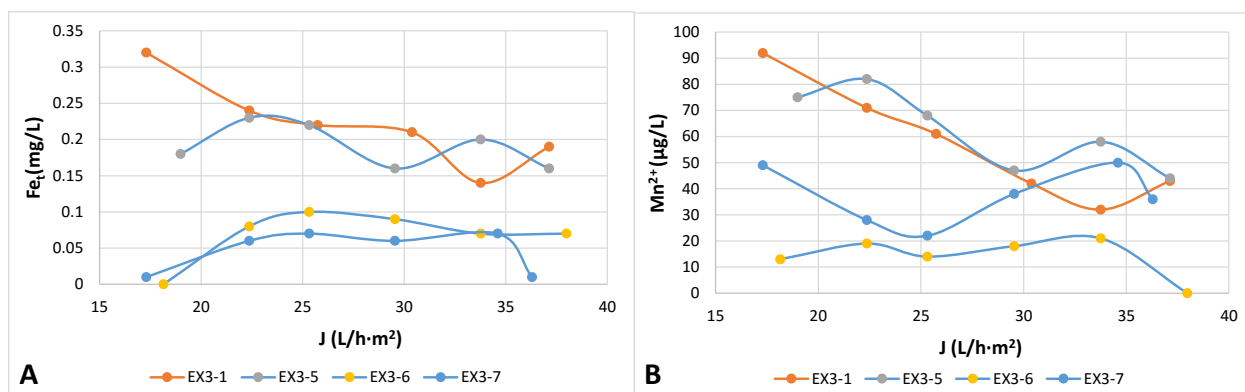 0.35
0.3
0.25
0.2
0.15
0.1
0.05
0
Feₜ(mg/L)
15 20 25 30 35 40
J (L/h·m²)
A
EX3-1 EX3-5 EX3-6 EX3-7
100
90
80
70
60
50
40
30
20
10
0
Mn²⁺ (µg/L)
15 20 25 30 35 40
J (L/h·m²)
B
EX3-1 EX3-5 EX3-6 EX3-7